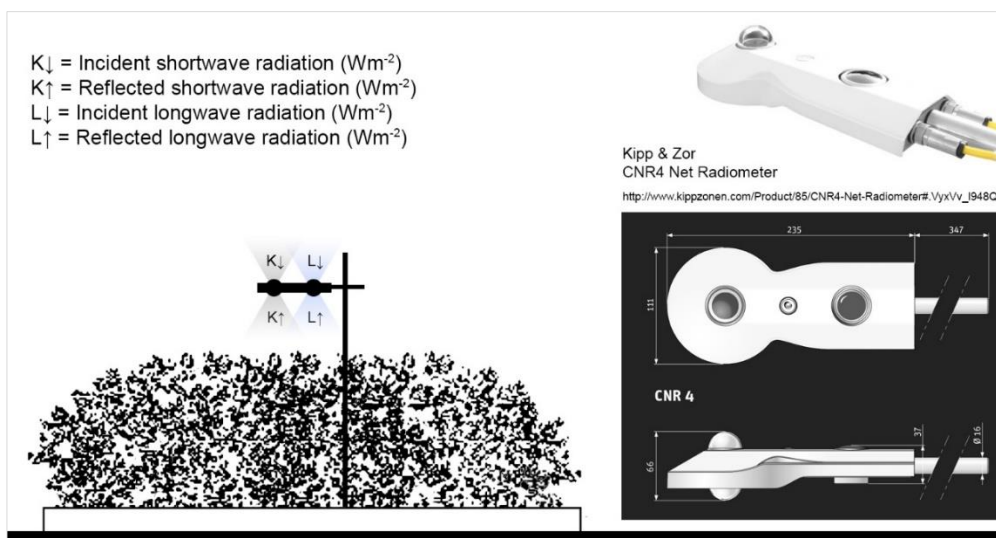 K↓ = Incident shortwave radiation (Wm⁻²)
K↑ = Reflected shortwave radiation (Wm⁻²)
L↓ = Incident longwave radiation (Wm⁻²)
L↑ = Reflected longwave radiation (Wm⁻²)
Kipp & Zor
CNR4 Net Radiometer
http://www.kippzonen.com/Product/85/CNR4-Net-Radiometer#.VyxVv_I948Q
235
347
111
K↓ L↓
K↑ L↑
CNR 4
66
37
Ø 16